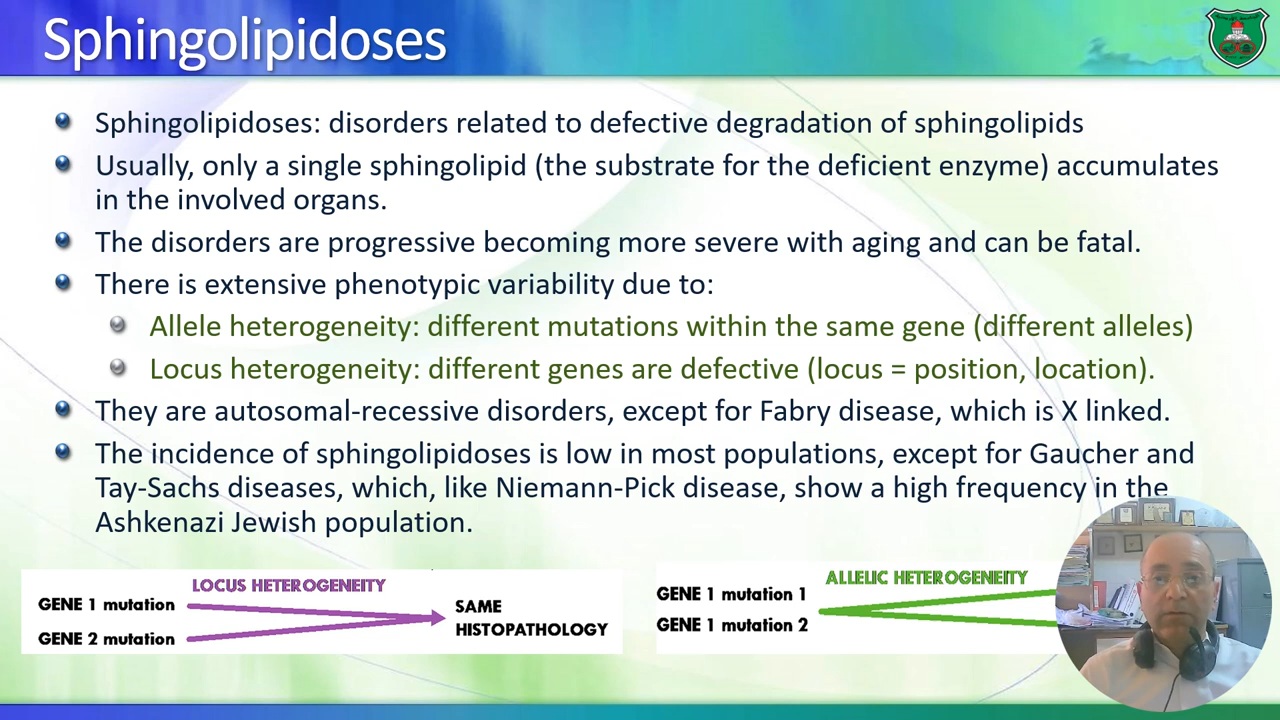 Sphingolipidoses
Sphingolipidoses: disorders related to defective degradation of sphingolipids
Usually, only a single sphingolipid (the substrate for the deficient enzyme) accumulates
in the involved organs.
The disorders are progressive becoming more severe with aging and can be fatal.
There is extensive phenotypic variability due to:
Allele heterogeneity: different mutations within the same gene (different alleles)
Locus heterogeneity: different genes are defective (locus = position, location).
They are autosomal-recessive disorders, except for Fabry disease, which is X linked.
The incidence of sphingolipidoses is low in most populations, except for Gaucher and
Tay-Sachs diseases, which, like Niemann-Pick disease, show a high frequency in the
Ashkenazi Jewish population.
LOCUS HETEROGENEITY
GENE 1 mutation
GENE 2 mutation
SAME
HISTOPATHOLOGY
ALLELIC HETEROGENEITY
GENE 1 mutation 1
GENE 1 mutation 2